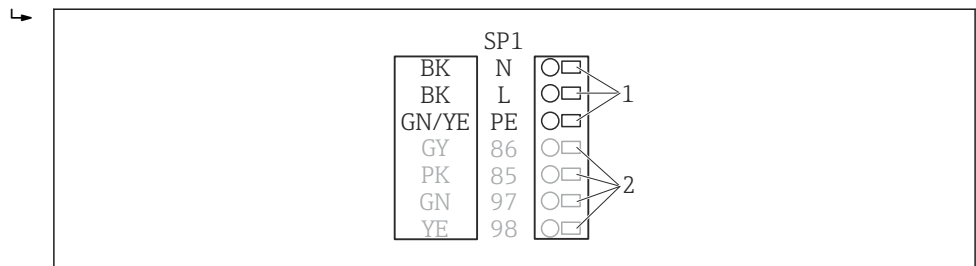 SP1
BK N
BK L 1
GN/YE PE
GY 86
PK 85 2
GN 97
YE 98